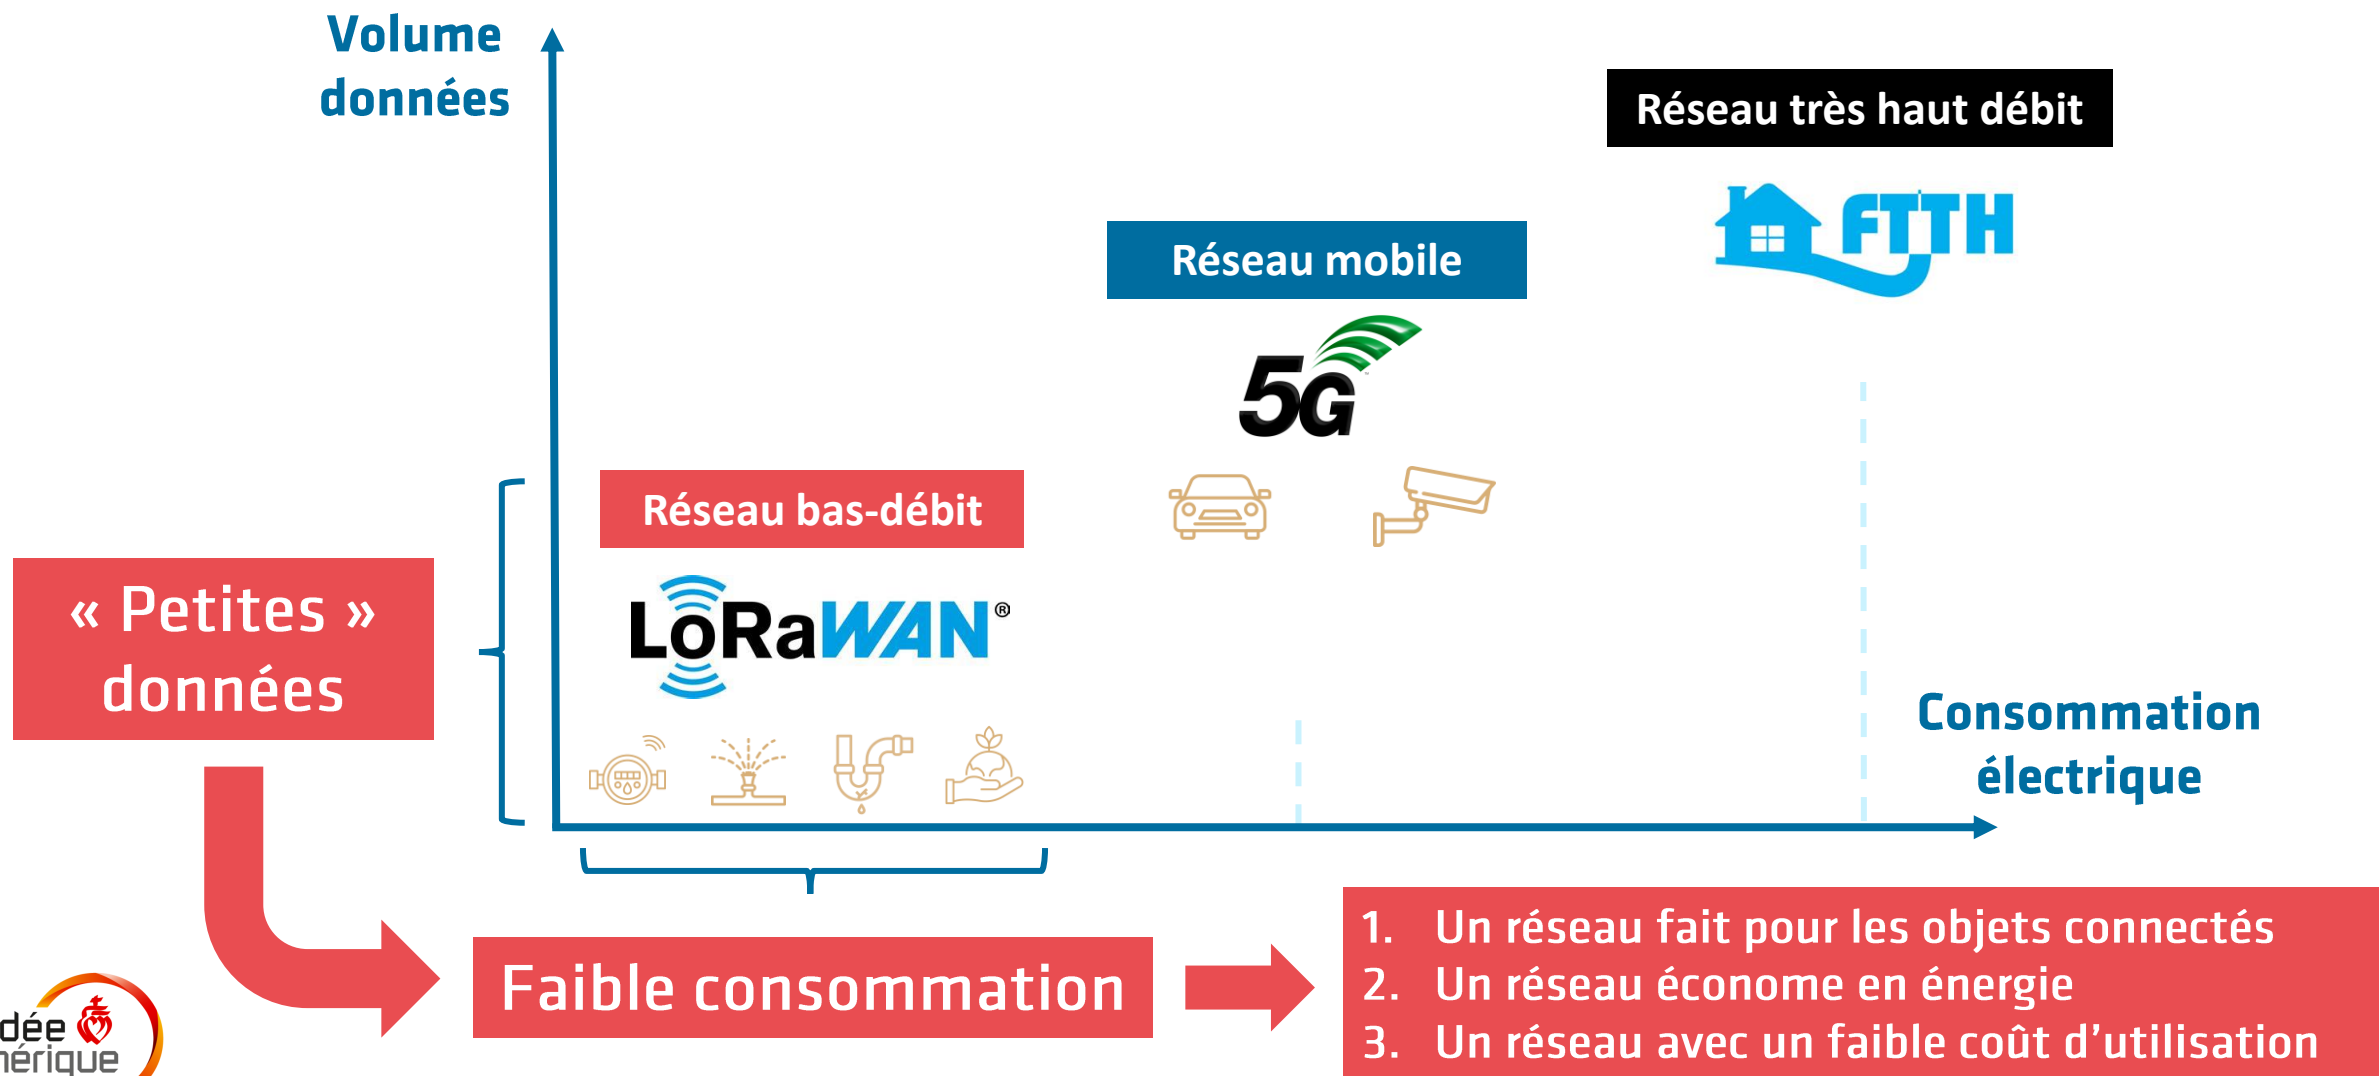 Volume
données
Réseau très haut débit
FTTH
Réseau mobile
5G
Réseau bas-débit
LoRaWAN®
« Petites »
données
Consommation
électrique
Faible consommation
1. Un réseau fait pour les objets connectés
2. Un réseau économe en énergie
3. Un réseau avec un faible coût d'utilisation
dée
érique